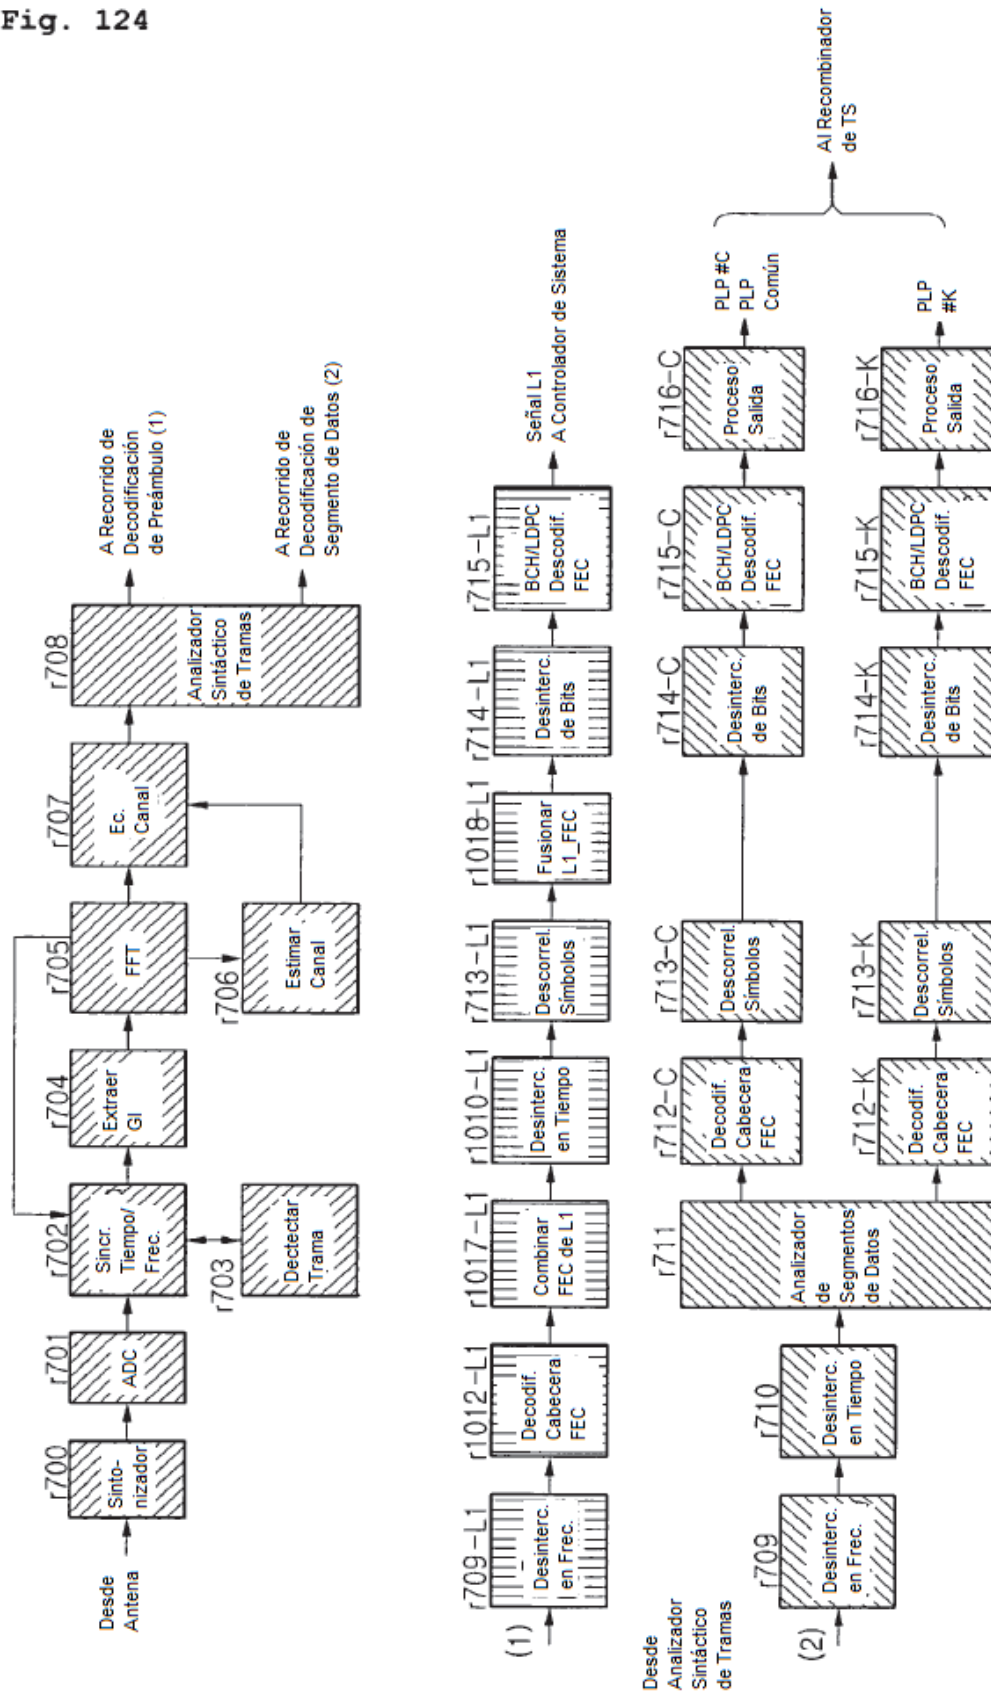 Fig. 124
Desde
Antena
r700
Sinto-
nizador
r701
ADC
r702
Sincr.
Tiempo/
Frec.
r703
Dectectar
Trama
r704
Extraer
GI
r705
FFT
r706
Estimar
Canal
r707
Ec.
Canal
r708
Analizador
Sintáctico
de Tramas
A Recorrido de
Decodificación
de Preámbulo (1)
A Recorrido de
Decodificación de
Segmento de Datos (2)
(1)
r709-L1
Desinterc.
en Frec.
r1012-L1
Decodif.
Cabecera
FEC
r1017-L1
Combinar
FEC de L1
r1010-L1
Desinterc.
en Tiempo
r713-L1
Descorrel.
Símbolos
r1018-L1
Fusionar
L1_FEC
r714-L1
Desinterc.
de Bits
r715-L1
BCH/LDPC
Descodif.
FEC
Señal L1
A Controlador de Sistema
Desde
Analizador
Sintáctico
de Tramas
(2)
r709
Desinterc.
en Frec.
r710
Desinterc.
en Tiempo
r711
Analizador
de
Segmentos
de Datos
r712-C
Decodif.
Cabecera
FEC
r713-C
Descorrel.
Símbolos
r714-C
Desinterc.
de Bits
r715-C
BCH/LDPC
Descodif.
FEC
r716-C
Proceso
Salida
PLP #C
PLP
Común
r712-K
Decodif.
Cabecera
FEC
r713-K
Descorrel.
Símbolos
r714-K
Desinterc.
de Bits
r715-K
BCH/LDPC
Descodif.
FEC
r716-K
Proceso
Salida
PLP
#K
Al Recombinador
de TS